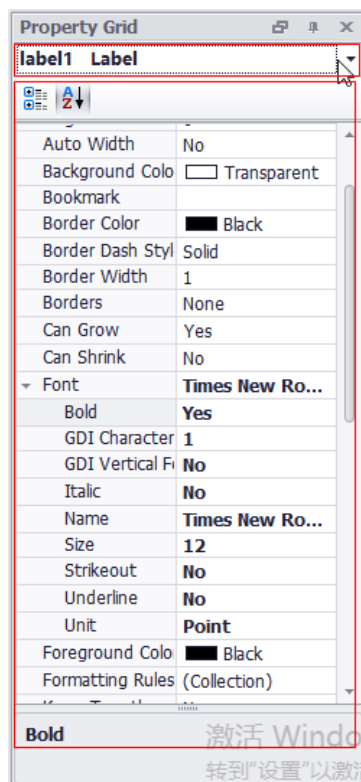 Property Grid
label1 Label
Auto Width No
Background Colo Transparent
Bookmark
Border Color Black
Border Dash Styl Solid
Border Width 1
Borders None
Can Grow Yes
Can Shrink No
Font Times New Ro...
Bold Yes
GDI Character 1
GDI Vertical F No
Italic No
Name Times New Ro...
Size 12
Strikeout No
Underline No
Unit Point
Foreground Colo Black
Formatting Rules (Collection)
Bold
激活 Windo
转到"设置"以激活